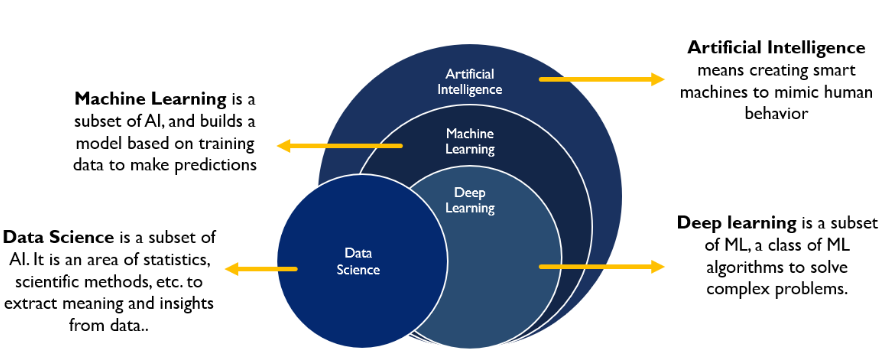 Artificial Intelligence
means creating smart
machines to mimic human
behavior
Artificial
Intelligence
Machine Learning is a
subset of AI, and builds a
model based on training
data to make predictions
Machine
Learning
Deep
Learning
Deep learning is a subset
of ML, a class of ML
algorithms to solve
complex problems.
Data Science is a subset of
AI. It is an area of statistics,
scientific methods, etc. to
extract meaning and insights
from data..
Data
Science